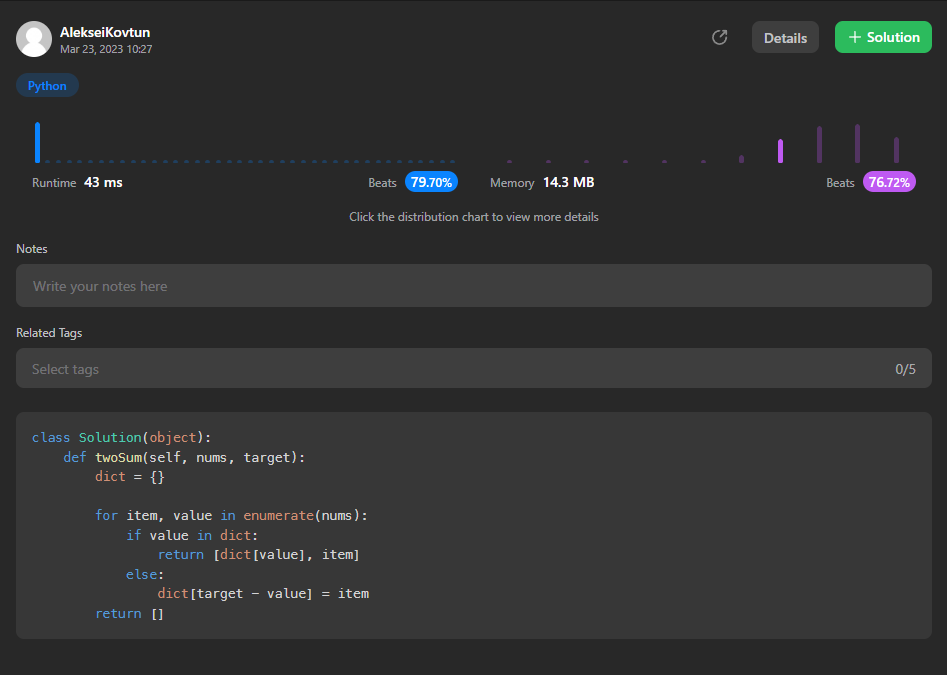 AlekseiKovtun
Mar 23, 2023 10:27
Details
+ Solution
Python
Runtime 43 ms
Beats 79.70%
Memory 14.3 MB
Beats 76.72%
Click the distribution chart to view more details
Notes
Write your notes here
Related Tags
Select tags
0/5
class Solution(object):
    def twoSum(self, nums, target):
        dict = {}
        for item, value in enumerate(nums):
            if value in dict:
                return [dict[value], item]
            else:
                dict[target - value] = item
        return []